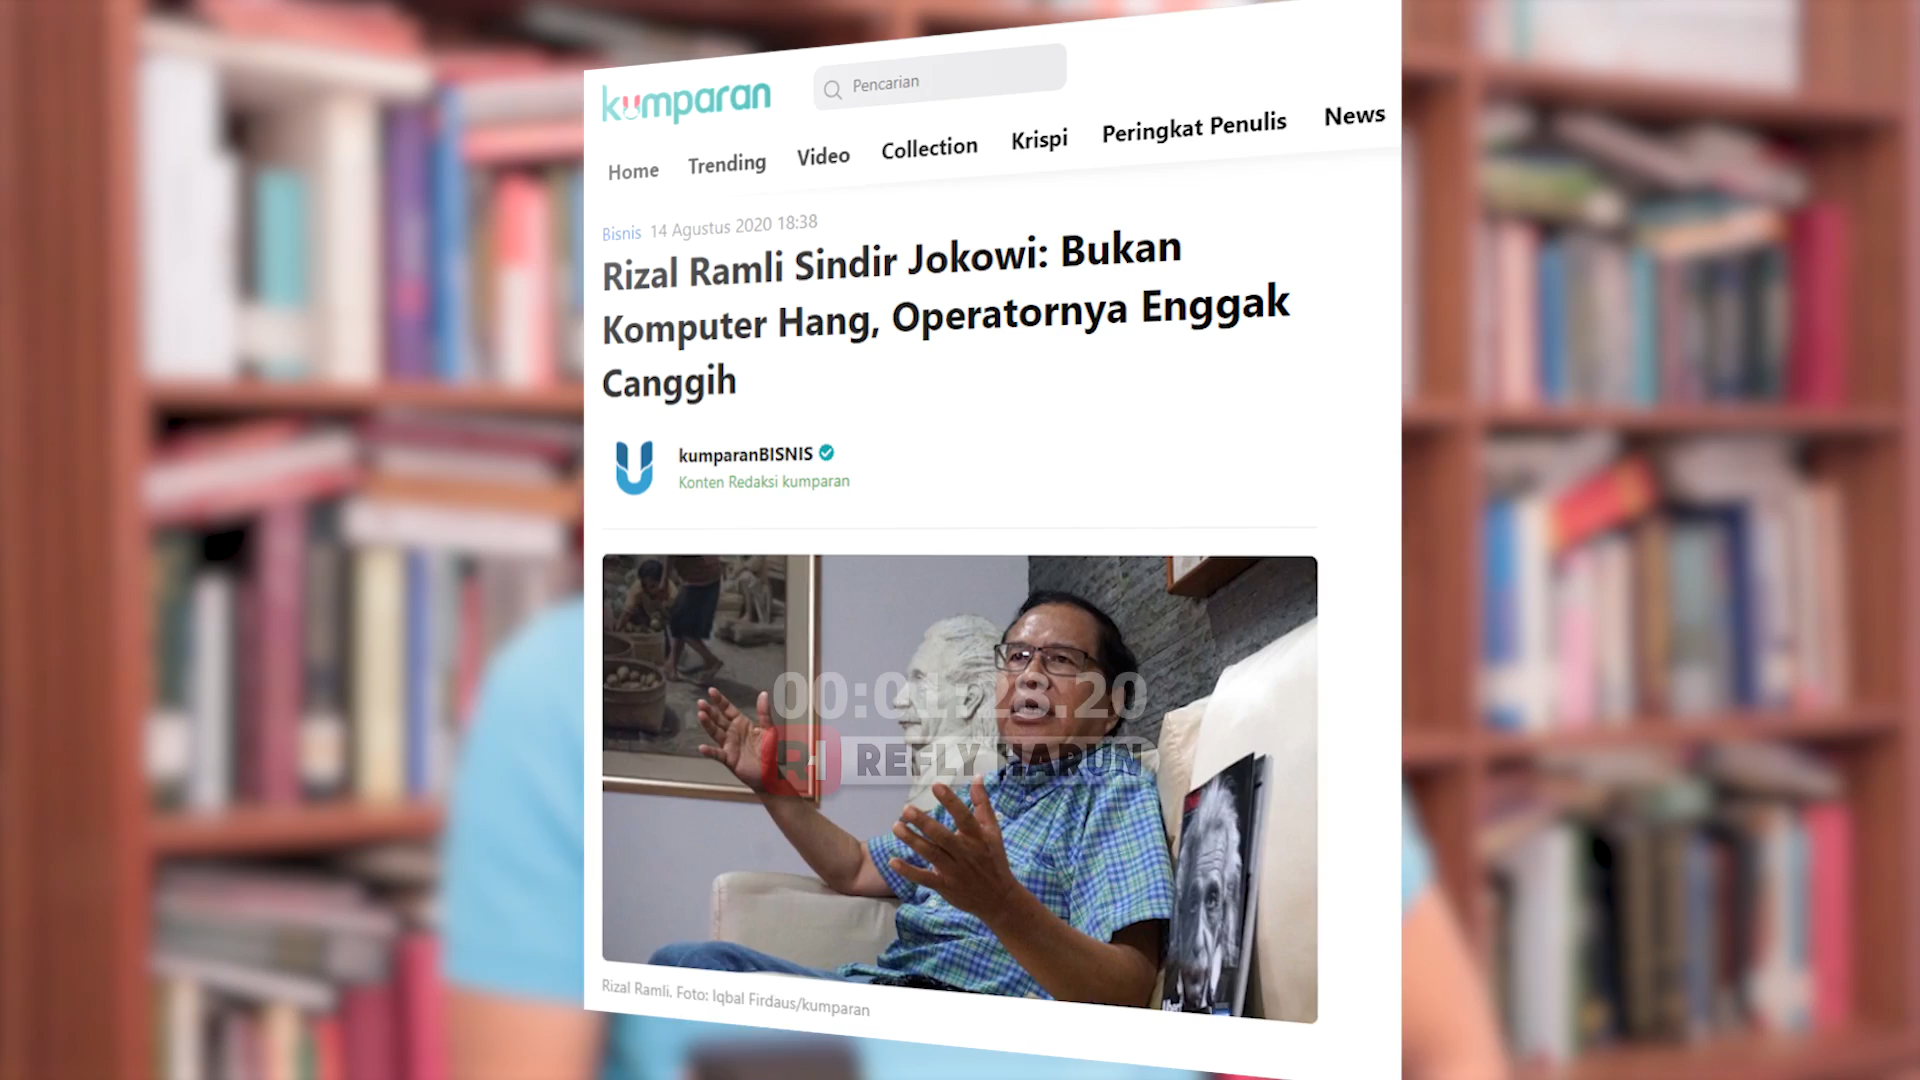 kumparan
Pencarian
Home Trending Video Collection Krispi Peringkat Penulis News
Bisnis 14 Agustus 2020 18:38
Rizal Ramli Sindir Jokowi: Bukan
Komputer Hang, Operatornya Enggak
Canggih
kumparanBISNIS
Konten Redaksi kumparan
RH REFLY HARUN
Rizal Ramli. Foto: Iqbal Firdaus/kumparan